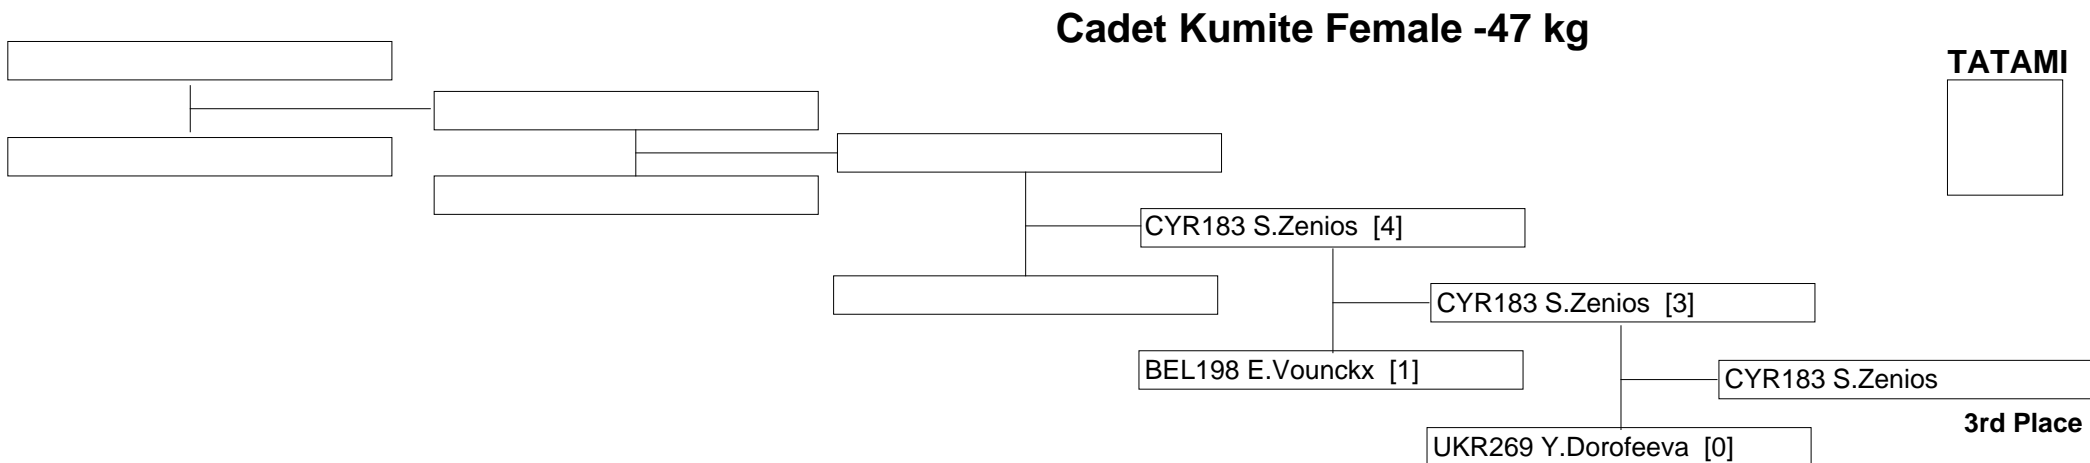 Cadet Kumite Female -47 kg
TATAMI
CYR183 S.Zenios [4]
CYR183 S.Zenios [3]
BEL198 E.Vounckx [1]
CYR183 S.Zenios
3rd Place
UKR269 Y.Dorofeeva [0]